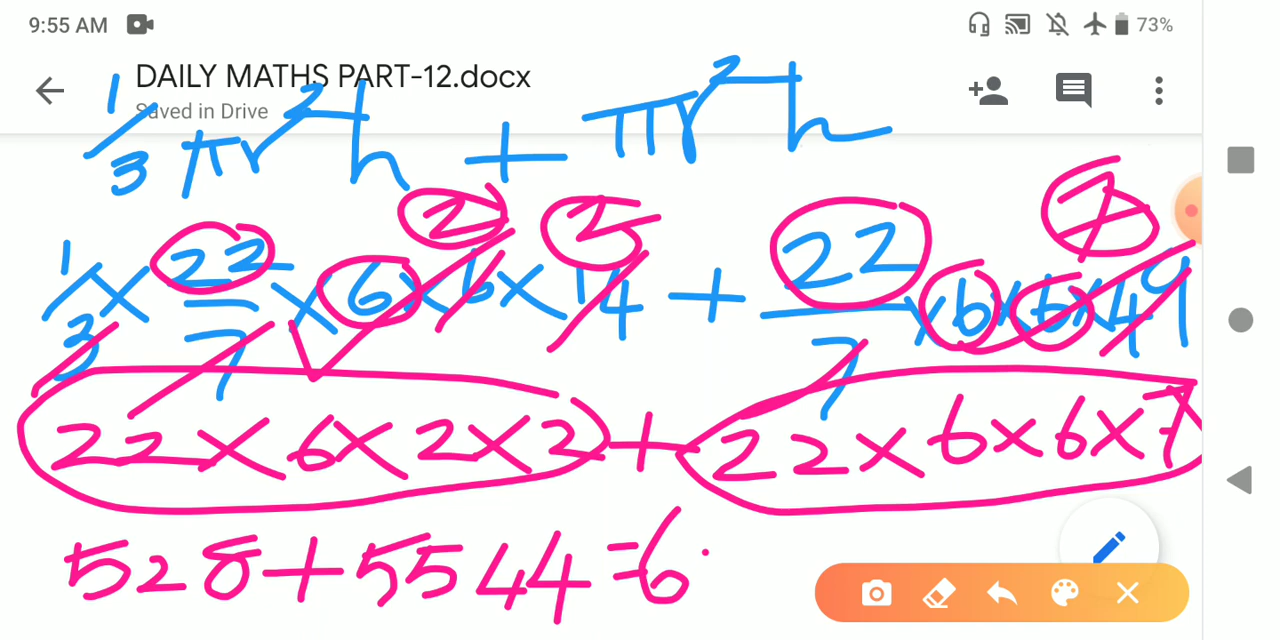 9:55 AM 73%
DAILY MATHS PART-12.docx
Saved in Drive
1/3 πr²h + πr²h
1/3 × 22/7 × 6 × 6 × 14 + 22/7 × 6 × 6 × 49
2 2 7
22 × 6 × 2 × 2 + 22 × 6 × 6 × 7
528 + 5544 = 6